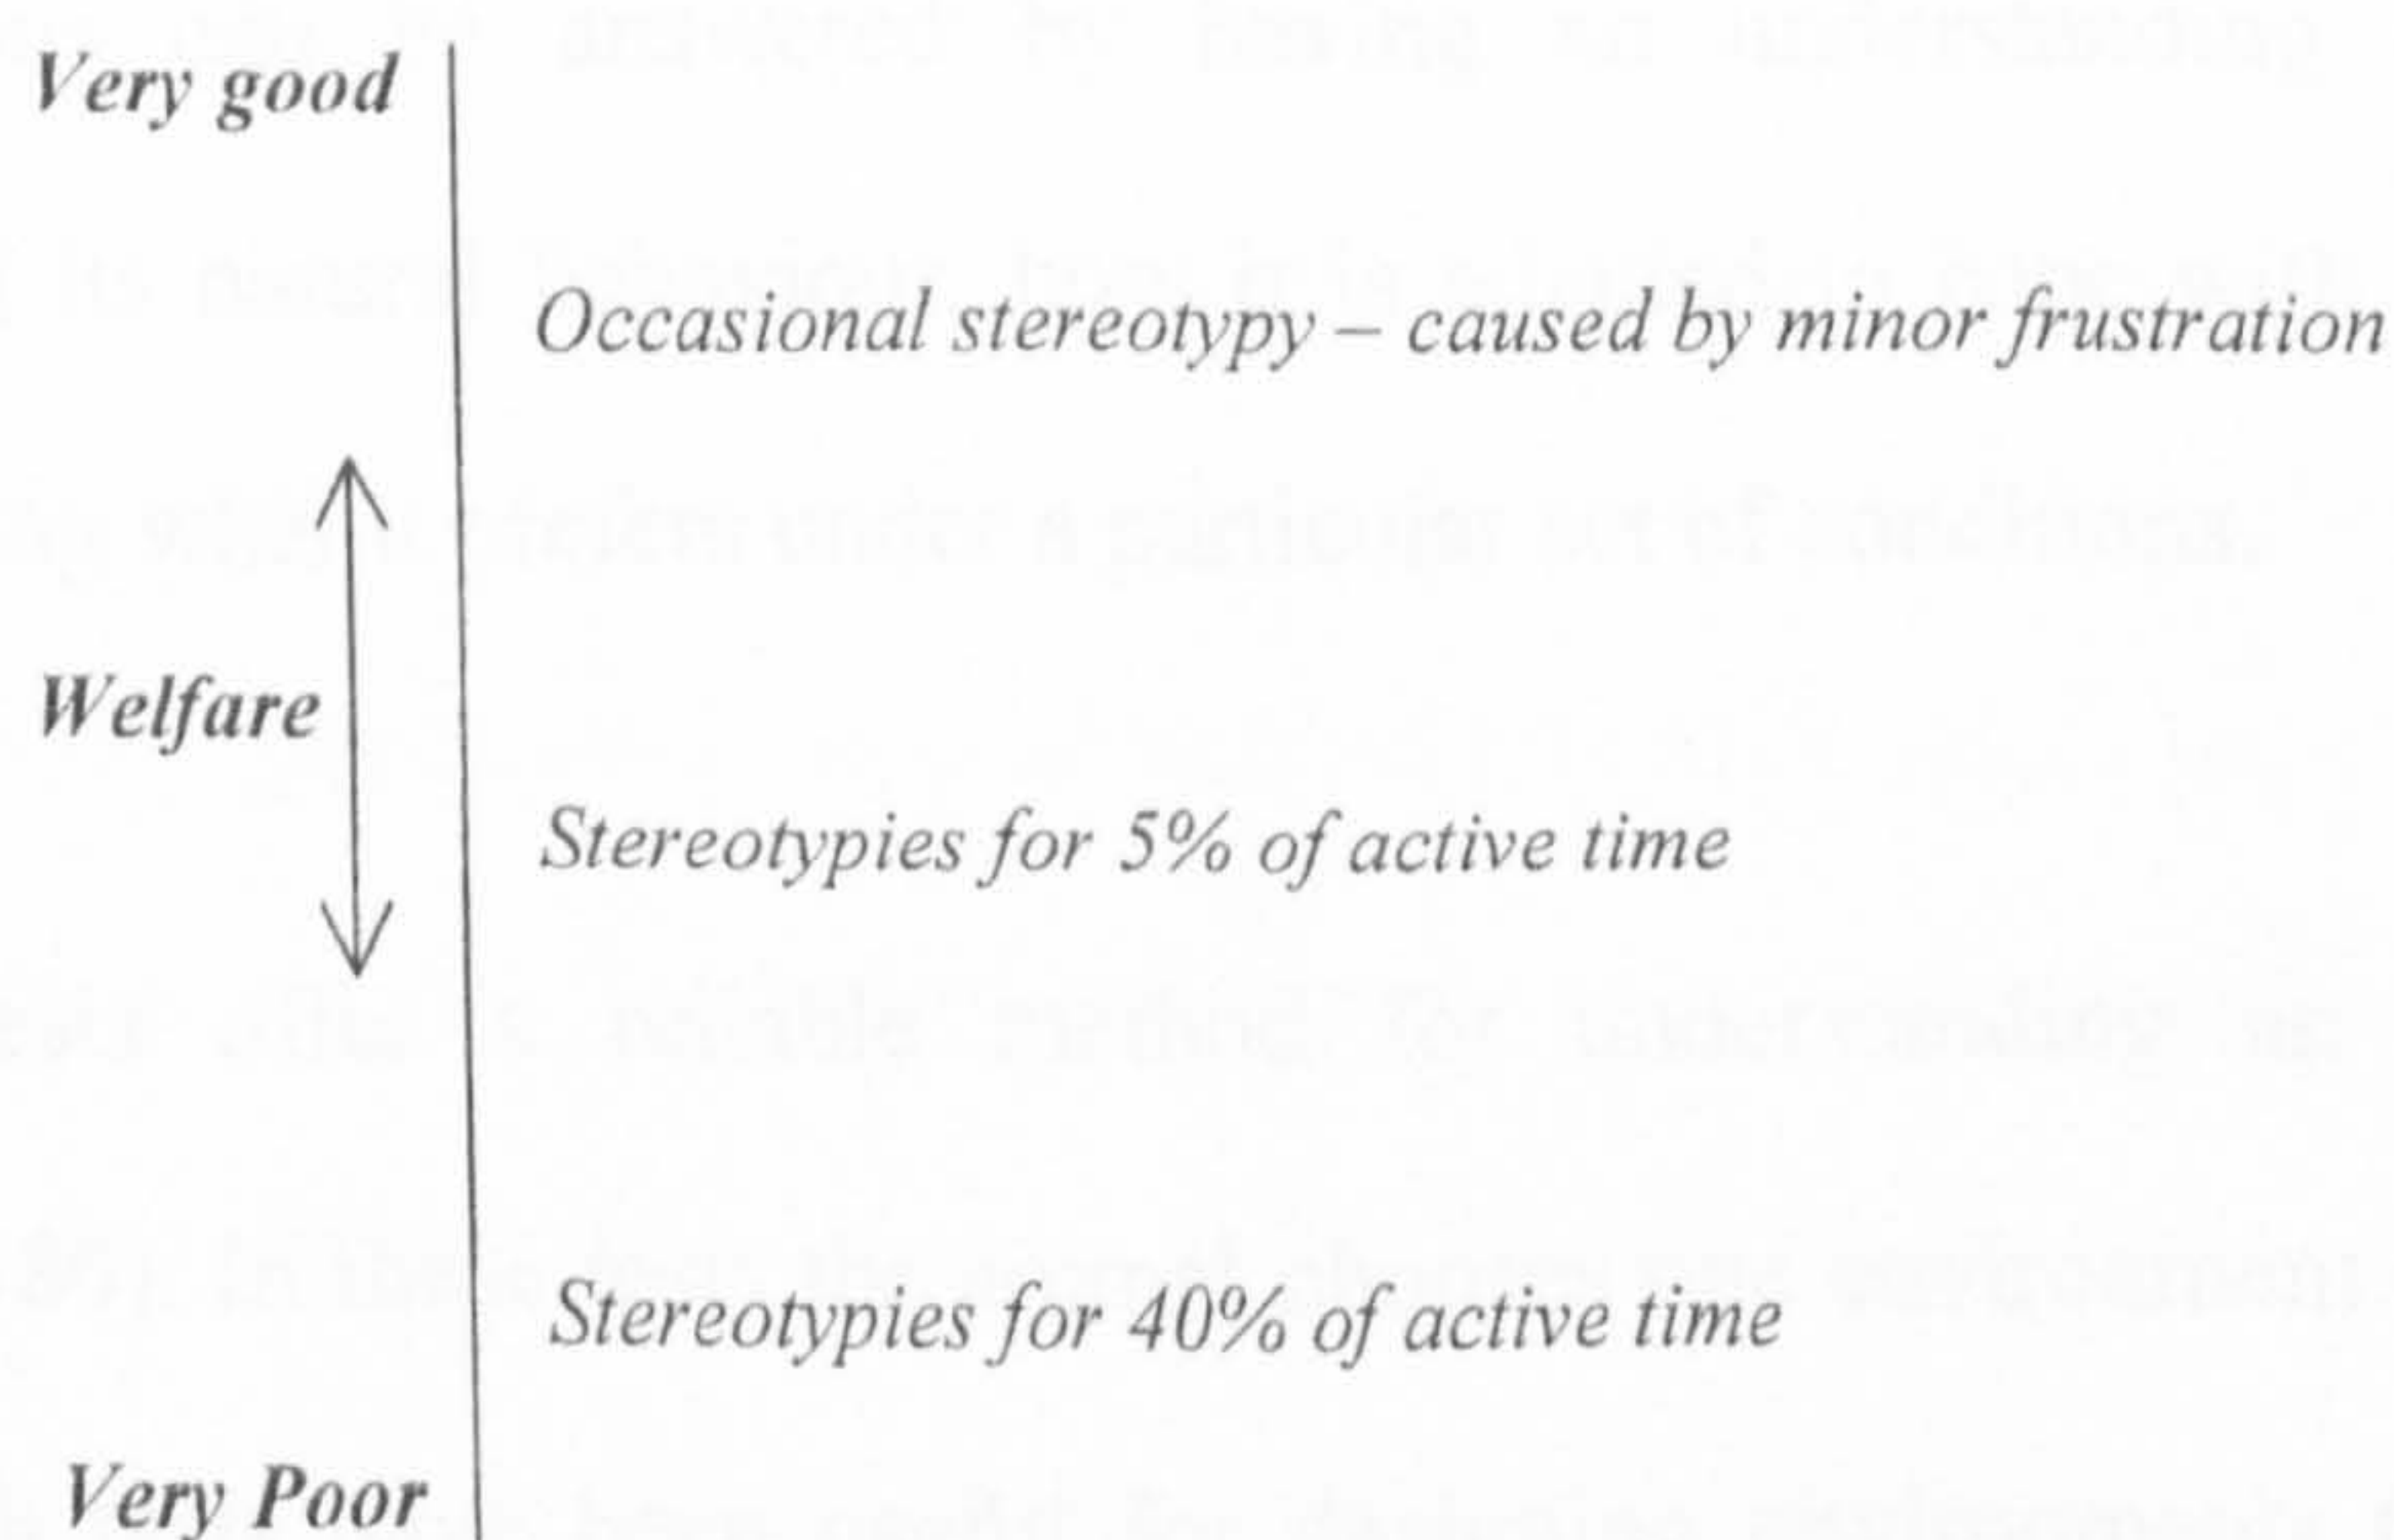 Very good
Occasional stereotypy – caused by minor frustration
Welfare
Stereotypies for 5% of active time
Stereotypies for 40% of active time
Very Poor